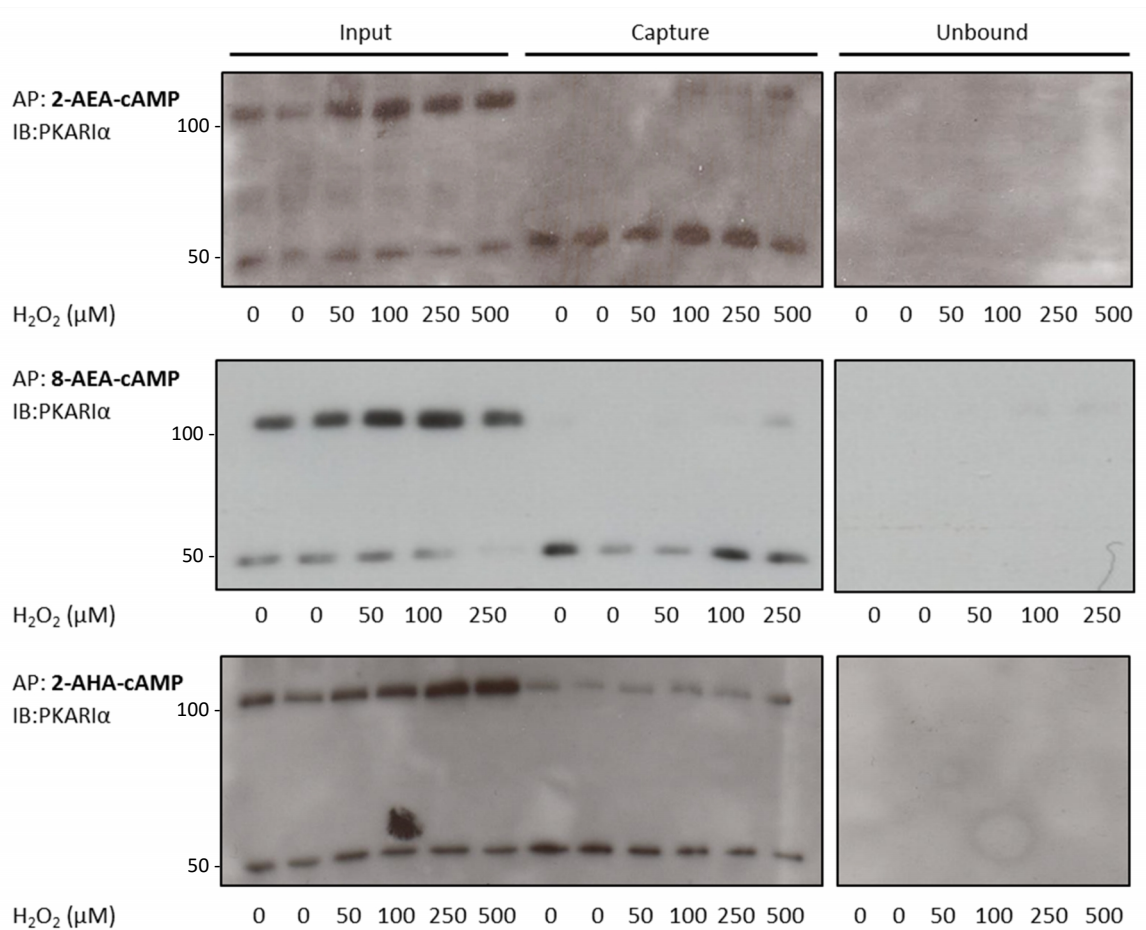 Input Capture Unbound
AP: 2-AEA-cAMP
IB:PKARIα
100 -
50 -
H₂O₂ (µM) 0 0 50 100 250 500 0 0 50 100 250 500 0 0 50 100 250 500
AP: 8-AEA-cAMP
IB:PKARIα
100 -
50 -
H₂O₂ (µM) 0 0 50 100 250 0 0 50 100 250 0 0 50 100 250
AP: 2-AHA-cAMP
IB:PKARIα
100 -
50 -
H₂O₂ (µM) 0 0 50 100 250 500 0 0 50 100 250 500 0 0 50 100 250 500